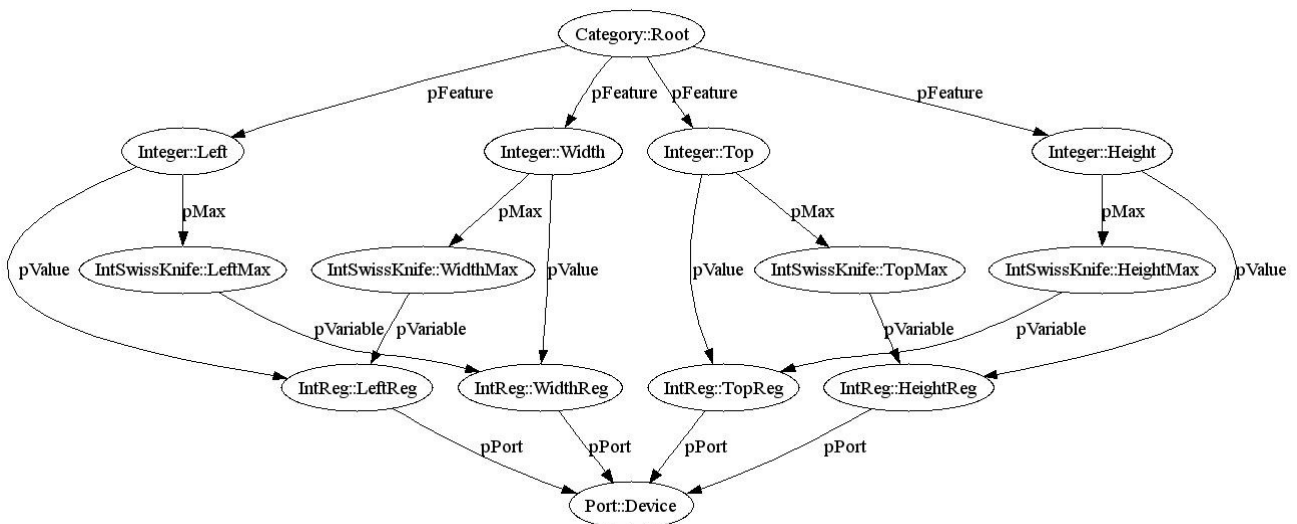 Category::Root
pFeature
pFeature
pFeature
pFeature
Integer::Left
Integer::Width
Integer::Top
Integer::Height
pMax
pMax
pMax
pMax
pValue
IntSwissKnife::LeftMax
IntSwissKnife::WidthMax
pValue
pValue
IntSwissKnife::TopMax
IntSwissKnife::HeightMax
pValue
pVariable
pVariable
pVariable
pVariable
IntReg::LeftReg
IntReg::WidthReg
IntReg::TopReg
IntReg::HeightReg
pPort
pPort
pPort
pPort
Port::Device